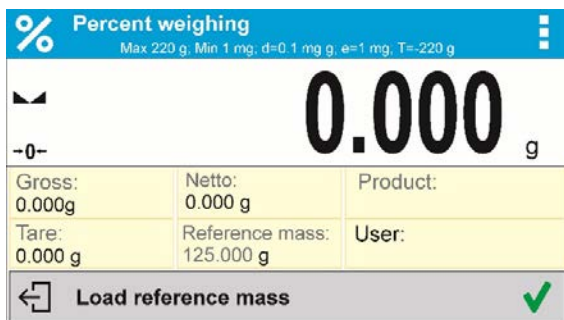 % Percent weighing
Max 220 g; Min 1 mg; d=0.1 mg g; e=1 mg; T=-220 g
0.000 g
→0←
Gross: Netto: Product:
0.000g 0.000 g
Tare: Reference mass: User:
0.000 g 125.000 g
Load reference mass